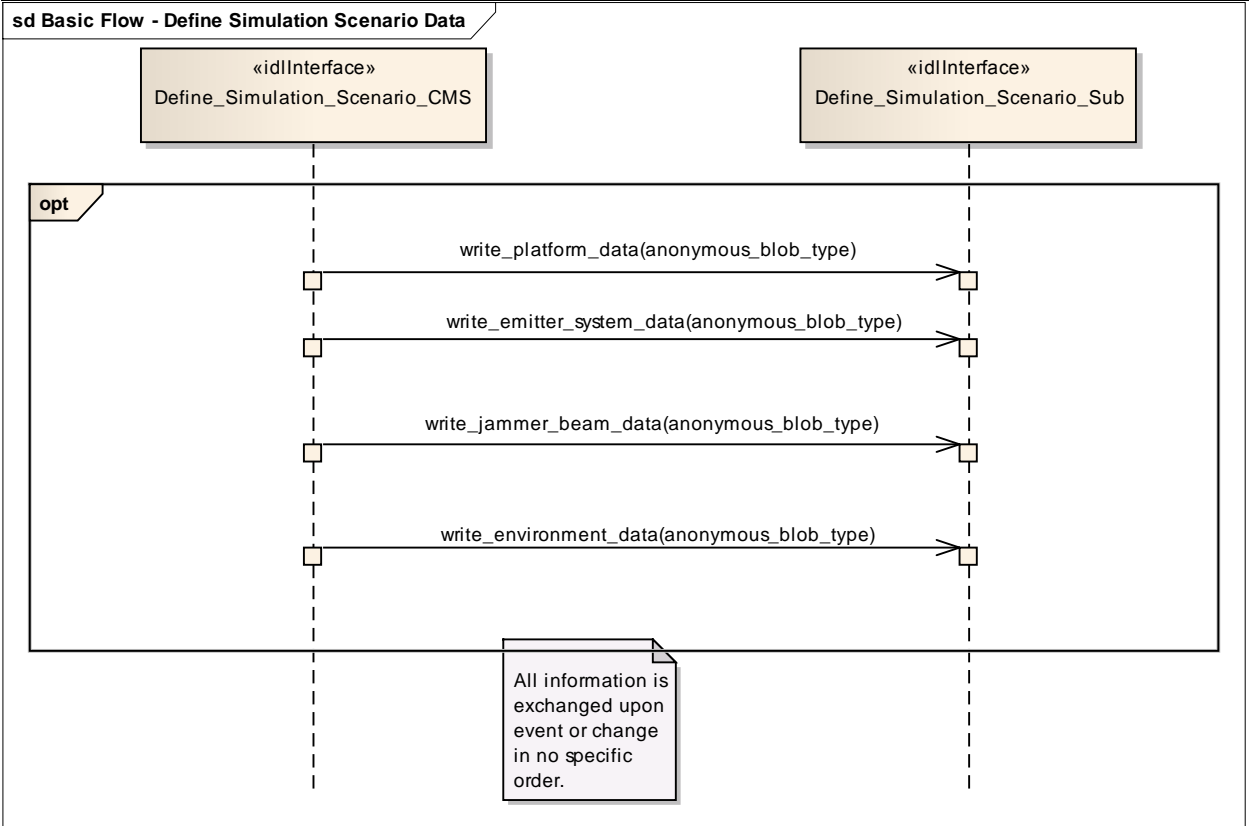 sd Basic Flow - Define Simulation Scenario Data
«idlInterface»
Define_Simulation_Scenario_CMS
«idlInterface»
Define_Simulation_Scenario_Sub
opt
write_platform_data(anonymous_blob_type)
write_emitter_system_data(anonymous_blob_type)
write_jammer_beam_data(anonymous_blob_type)
write_environment_data(anonymous_blob_type)
All information is
exchanged upon
event or change
in no specific
order.